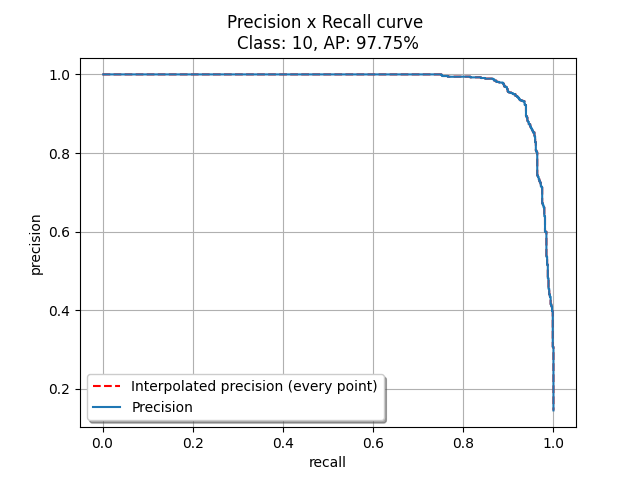 Precision x Recall curve
Class: 10, AP: 97.75%
precision
1.0
0.8
0.6
0.4
0.2
Interpolated precision (every point)
Precision
0.0 0.2 0.4 0.6 0.8 1.0
recall